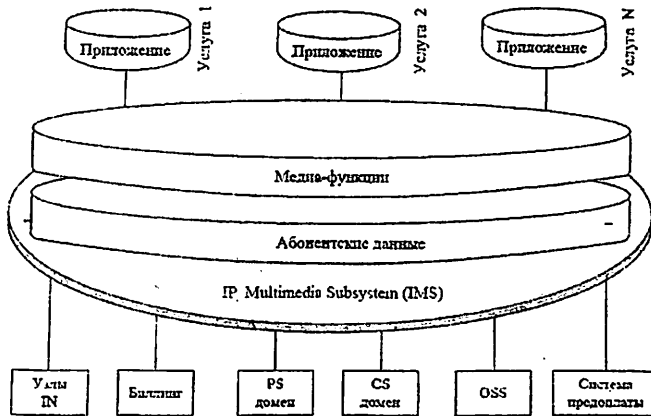 Приложение
Услуга 1
Приложение
Услуга 2
Приложение
Услуга N
Медиа-функции
Абонентские данные
IP Multimedia Subsystem (IMS)
Узлы
IN
Биллинг
PS
домен
CS
домен
OSS
Система
предоплаты